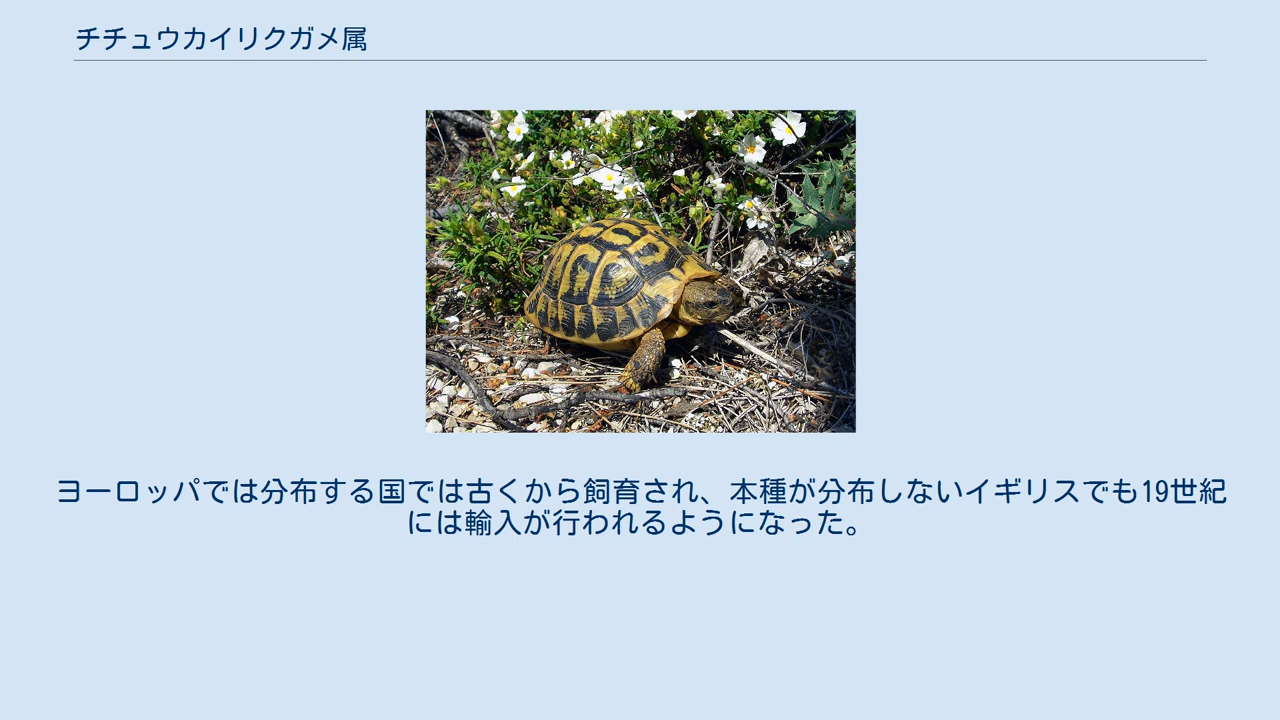 チチュウカイリクガメ属
ヨーロッパでは分布する国では古くから飼育され、本種が分布しないイギリスでも19世紀
には輸入が行われるようになった。